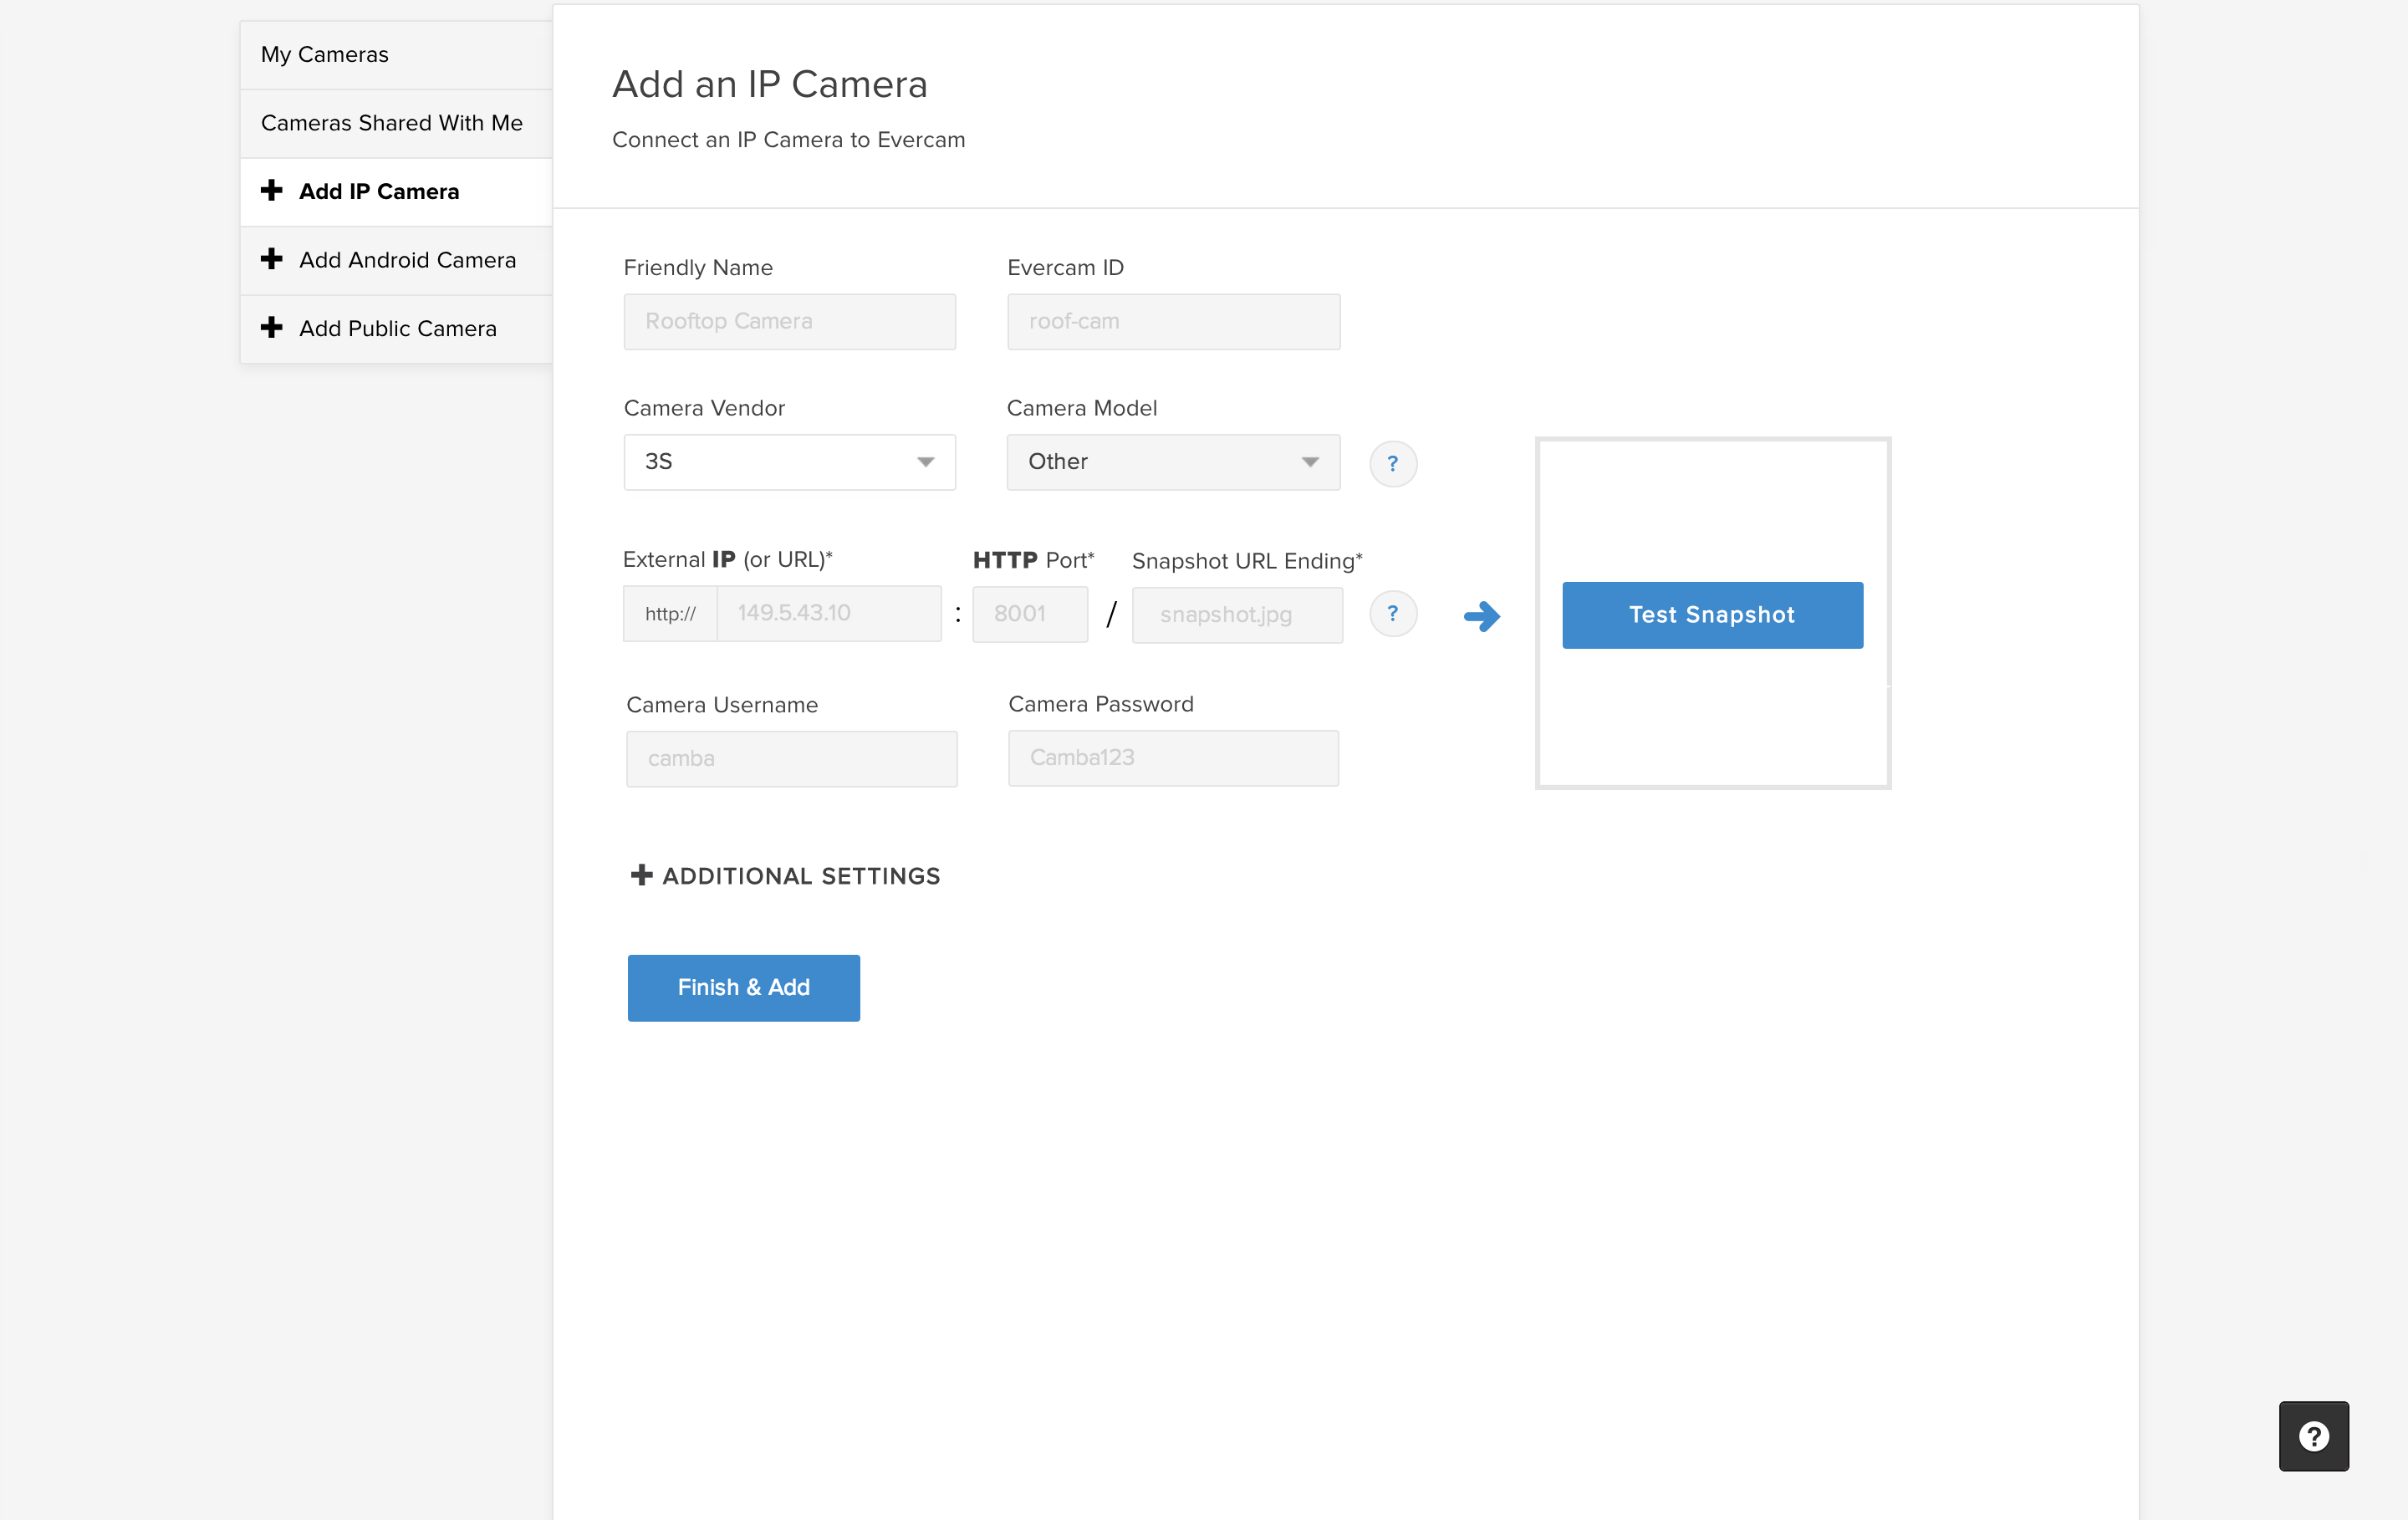 My Cameras
Cameras Shared With Me
Add IP Camera
Add Android Camera
Add Public Camera
Add an IP Camera
Connect an IP Camera to Evercam
Friendly Name
Evercam ID
Rooftop Camera
roof-cam
Camera Vendor
Camera Model
3S
Other
?
External IP (or URL)*
HTTP Port*
Snapshot URL Ending*
http:// 149.5.43.10 : 8001 / snapshot.jpg
?
Test Snapshot
Camera Username
Camera Password
camba
Camba123
ADDITIONAL SETTINGS
Finish & Add
?